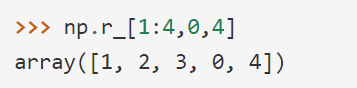 >>> np.r_[1:4,0,4]
array([1, 2, 3, 0, 4])